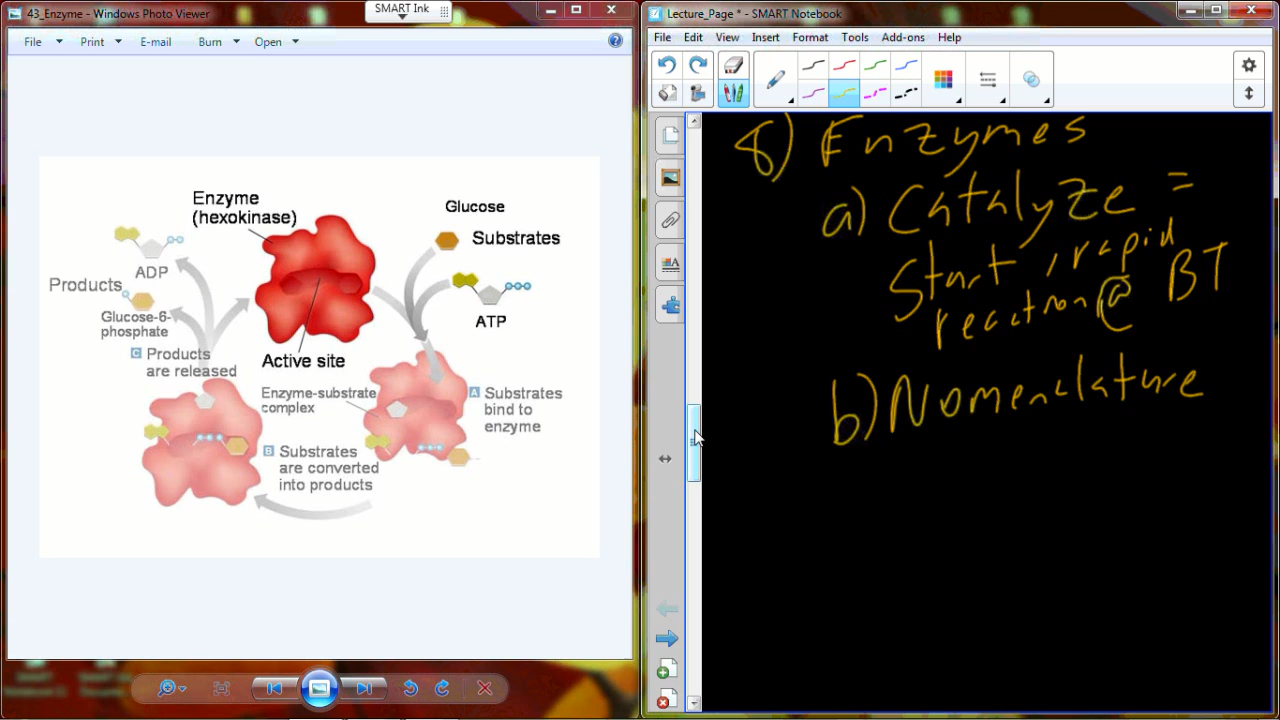 43_Enzyme - Windows Photo Viewer
SMART Ink
File Print E-mail Burn Open
Enzyme
(hexokinase)
Glucose
Substrates
ADP
Products
ATP
Glucose-6-
phosphate
Active site
C Products
are released
Enzyme-substrate
complex
A Substrates
bind to
enzyme
B Substrates
are converted
into products
Lecture_Page * - SMART Notebook
File Edit View Insert Format Tools Add-ons Help
8) Enzymes
a) Catalyze =
Start, rapid
reaction @ BT
b) Nomenclature